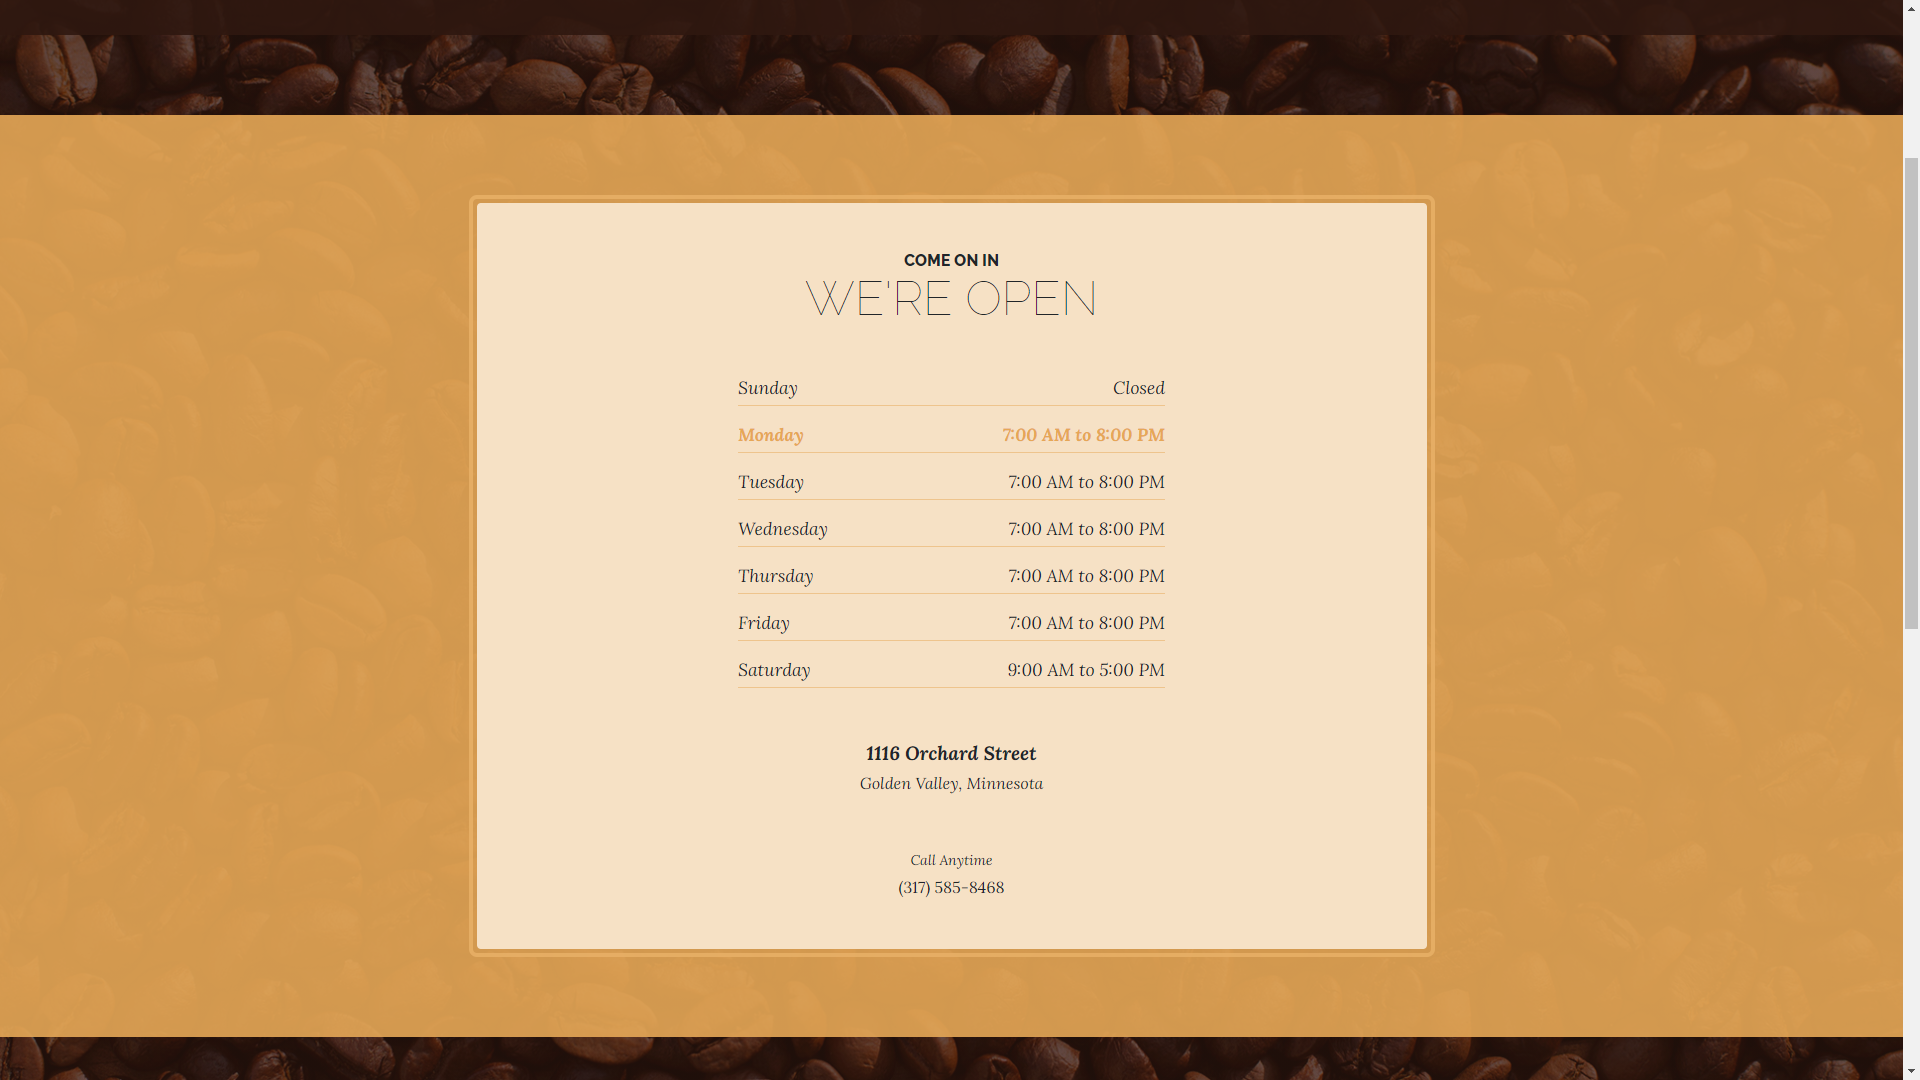 COME ON IN
WE'RE OPEN
Sunday Closed
Monday 7:00 AM to 8:00 PM
Tuesday 7:00 AM to 8:00 PM
Wednesday 7:00 AM to 8:00 PM
Thursday 7:00 AM to 8:00 PM
Friday 7:00 AM to 8:00 PM
Saturday 9:00 AM to 5:00 PM
1116 Orchard Street
Golden Valley, Minnesota
Call Anytime
(317) 585-8468